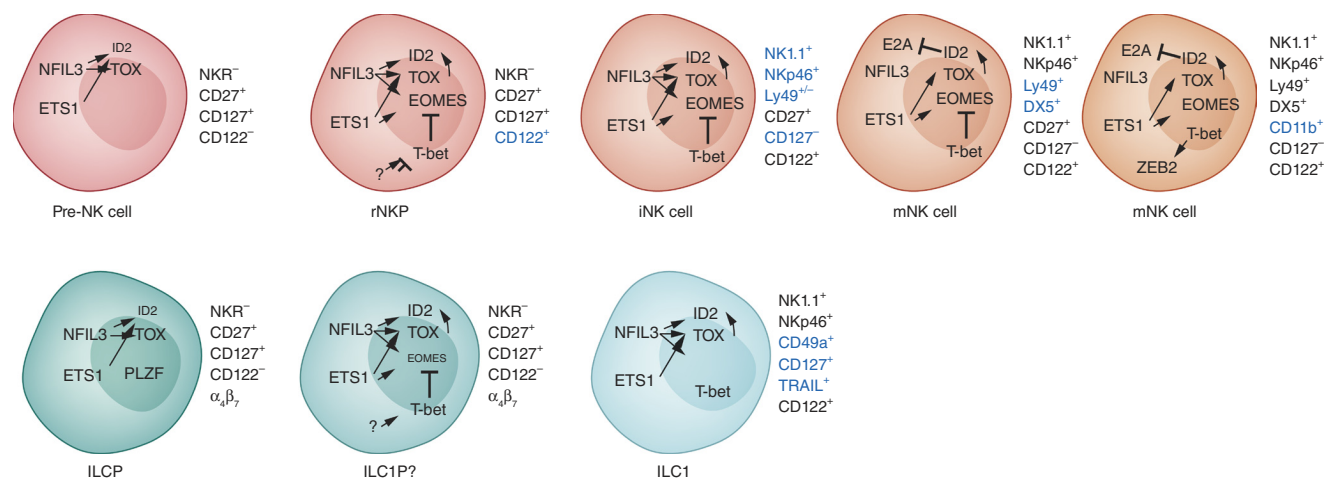 ID2
NFIL3
TOX
ETS1
NKR⁻
CD27⁺
CD127⁺
CD122⁻
Pre-NK cell
ID2
NFIL3
TOX
EOMES
ETS1
T-bet
?
NKR⁻
CD27⁺
CD127⁺
CD122⁺
rNKP
ID2
NFIL3
TOX
EOMES
ETS1
T-bet
NK1.1⁺
NKp46⁺
Ly49⁺/⁻
CD27⁺
CD127⁻
CD122⁺
iNK cell
E2A
ID2
NFIL3
TOX
EOMES
ETS1
T-bet
NK1.1⁺
NKp46⁺
Ly49⁺
DX5⁺
CD27⁺
CD127⁻
CD122⁺
mNK cell
E2A
ID2
NFIL3
TOX
EOMES
ETS1
T-bet
ZEB2
NK1.1⁺
NKp46⁺
Ly49⁺
DX5⁺
CD11b⁺
CD127⁻
CD122⁺
mNK cell
ID2
NFIL3
TOX
ETS1
PLZF
NKR⁻
CD27⁺
CD127⁺
CD122⁻
α₄β₇
ILCP
ID2
NFIL3
TOX
EOMES
ETS1
T-bet
?
NKR⁻
CD27⁺
CD127⁺
CD122⁻
α₄β₇
ILC1P?
ID2
NFIL3
TOX
ETS1
T-bet
NK1.1⁺
NKp46⁺
CD49a⁺
CD127⁺
TRAIL⁺
CD122⁺
ILC1